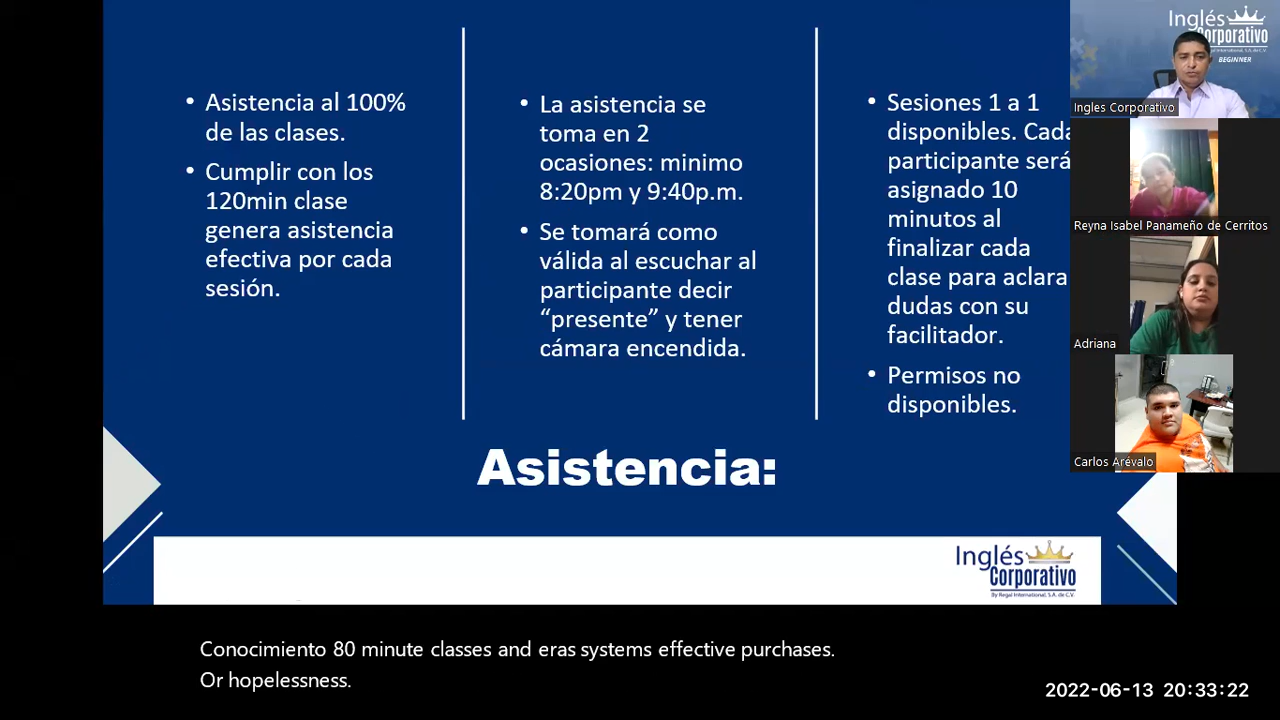 • Asistencia al 100%
de las clases.
• Cumplir con los
120min clase
genera asistencia
efectiva por cada
sesión.
• La asistencia se
toma en 2
ocasiones: minimo
8:20pm y 9:40p.m.
• Se tomará como
válida al escuchar al
participante decir
“presente” y tener
cámara encendida.
• Sesiones 1 a 1
disponibles. Cada
participante será
asignado 10
minutos al
finalizar cada
clase para aclara
dudas con su
facilitador.
• Permisos no
disponibles.
Asistencia:
Inglés
Corporativo
By Regal International, S.A. de C.V.
Inglés
Corporativo
BEGINNER
Ingles Corporativo
Reyna Isabel Panameño de Cerritos
Adriana
Carlos Arévalo
Conocimiento 80 minute classes and eras systems effective purchases.
Or hopelessness.
2022-06-13 20:33:22